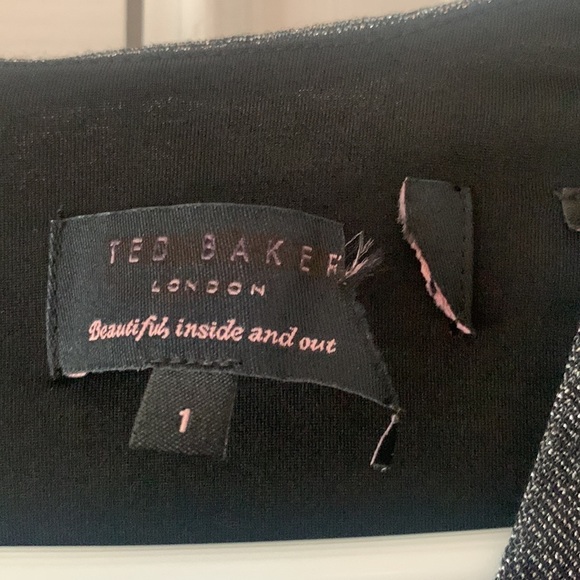 TED BAKER
LONDON
Beautiful, inside and out
1